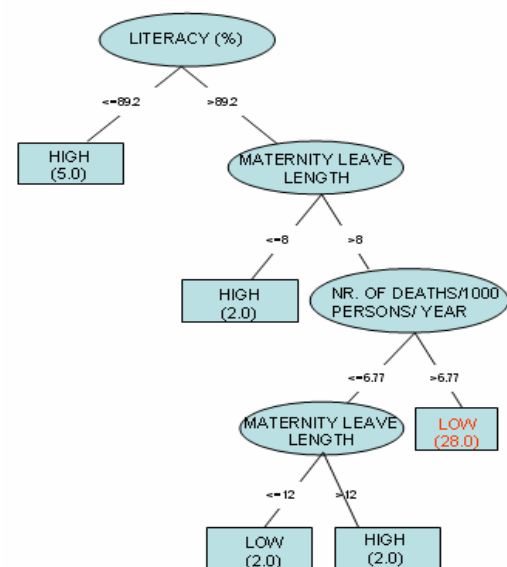 LITERACY (%)
<=89.2
>89.2
HIGH
(5.0)
MATERNITY LEAVE
LENGTH
<=8
>8
HIGH
(2.0)
NR. OF DEATHS/1000
PERSONS/ YEAR
<=6.77
>6.77
MATERNITY LEAVE
LENGTH
LOW
(28.0)
<=12
>12
LOW
(2.0)
HIGH
(2.0)